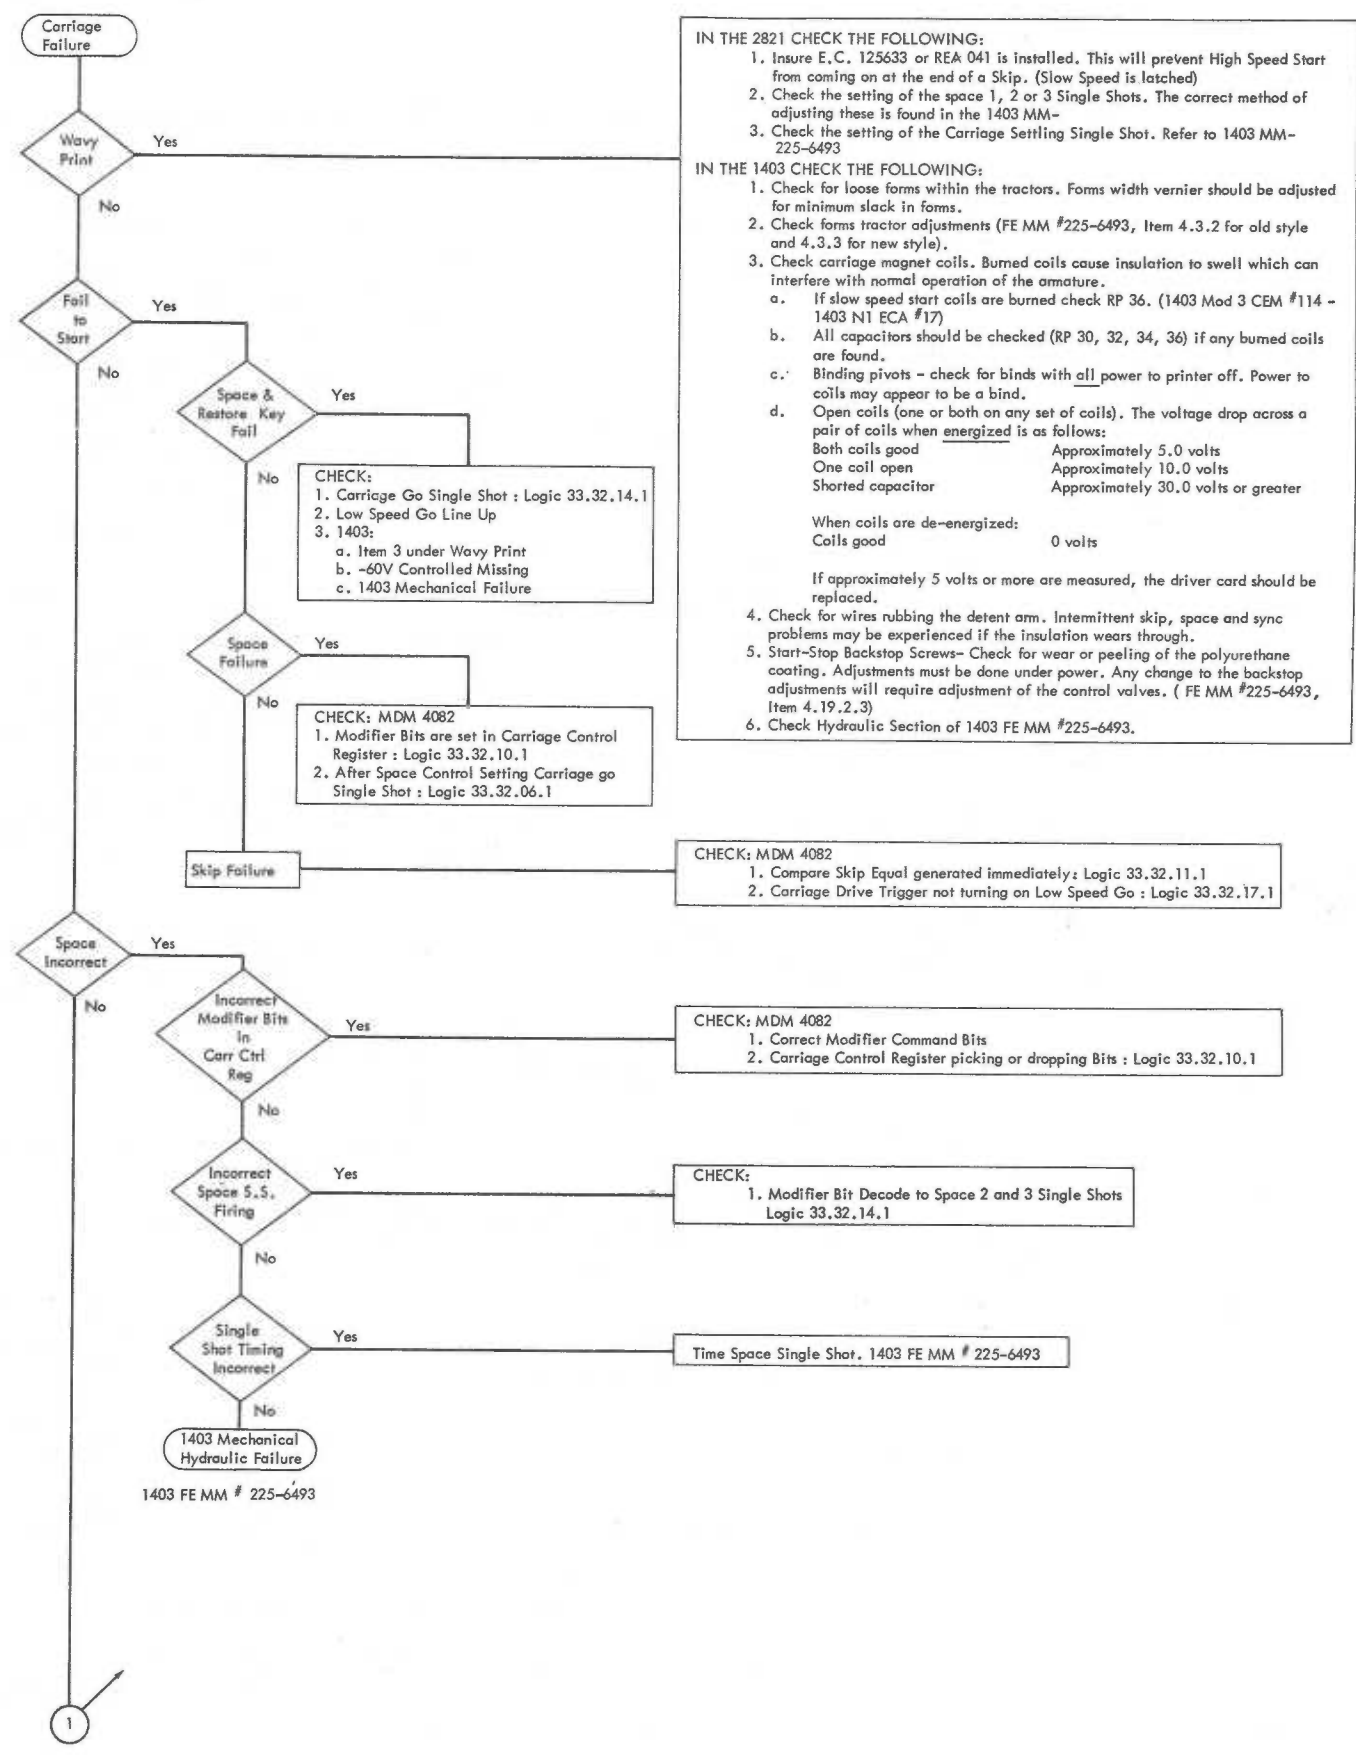 Carriage
Failure
Wavy
Print
Yes
No
IN THE 2821 CHECK THE FOLLOWING:
1. Insure E.C. 125633 or REA 041 is installed. This will prevent High Speed Start
from coming on at the end of a Skip. (Slow Speed is latched)
2. Check the setting of the space 1, 2 or 3 Single Shots. The correct method of
adjusting these is found in the 1403 MM-
3. Check the setting of the Carriage Settling Single Shot. Refer to 1403 MM-
225-6493
IN THE 1403 CHECK THE FOLLOWING:
1. Check for loose forms within the tractors. Forms width vernier should be adjusted
for minimum slack in forms.
2. Check forms tractor adjustments (FE MM #225-6493, Item 4.3.2 for old style
and 4.3.3 for new style).
3. Check carriage magnet coils. Burned coils cause insulation to swell which can
interfere with normal operation of the armature.
a. If slow speed start coils are burned check RP 36. (1403 Mod 3 CEM #114 -
1403 N1 ECA #17)
b. All capacitors should be checked (RP 30, 32, 34, 36) if any burned coils
are found.
c. Binding pivots - check for binds with all power to printer off. Power to
coils may appear to be a bind.
d. Open coils (one or both on any set of coils). The voltage drop across a
pair of coils when energized is as follows:
Both coils good Approximately 5.0 volts
One coil open Approximately 10.0 volts
Shorted capacitor Approximately 30.0 volts or greater
When coils are de-energized:
Coils good 0 volts
If approximately 5 volts or more are measured, the driver card should be
replaced.
4. Check for wires rubbing the detent arm. Intermittent skip, space and sync
problems may be experienced if the insulation wears through.
5. Start-Stop Backstop Screws- Check for wear or peeling of the polyurethane
coating. Adjustments must be done under power. Any change to the backstop
adjustments will require adjustment of the control valves. ( FE MM #225-6493,
Item 4.19.2.3)
6. Check Hydraulic Section of 1403 FE MM #225-6493.
Fail
to
Start
Yes
No
Space &
Restore Key
Fail
Yes
No
CHECK:
1. Carriage Go Single Shot : Logic 33.32.14.1
2. Low Speed Go Line Up
3. 1403:
a. Item 3 under Wavy Print
b. -60V Controlled Missing
c. 1403 Mechanical Failure
Space
Failure
Yes
No
CHECK: MDM 4082
1. Modifier Bits are set in Carriage Control
Register : Logic 33.32.10.1
2. After Space Control Setting Carriage go
Single Shot : Logic 33.32.06.1
Skip Failure
CHECK: MDM 4082
1. Compare Skip Equal generated immediately: Logic 33.32.11.1
2. Carriage Drive Trigger not turning on Low Speed Go : Logic 33.32.17.1
Space
Incorrect
Yes
No
Incorrect
Modifier Bits
In
Carr Ctrl
Reg
Yes
No
CHECK: MDM 4082
1. Correct Modifier Command Bits
2. Carriage Control Register picking or dropping Bits : Logic 33.32.10.1
Incorrect
Space S.S.
Firing
Yes
No
CHECK:
1. Modifier Bit Decode to Space 2 and 3 Single Shots
Logic 33.32.14.1
Single
Shot Timing
Incorrect
Yes
No
Time Space Single Shot. 1403 FE MM # 225-6493
1403 Mechanical
Hydraulic Failure
1403 FE MM # 225-6493
1